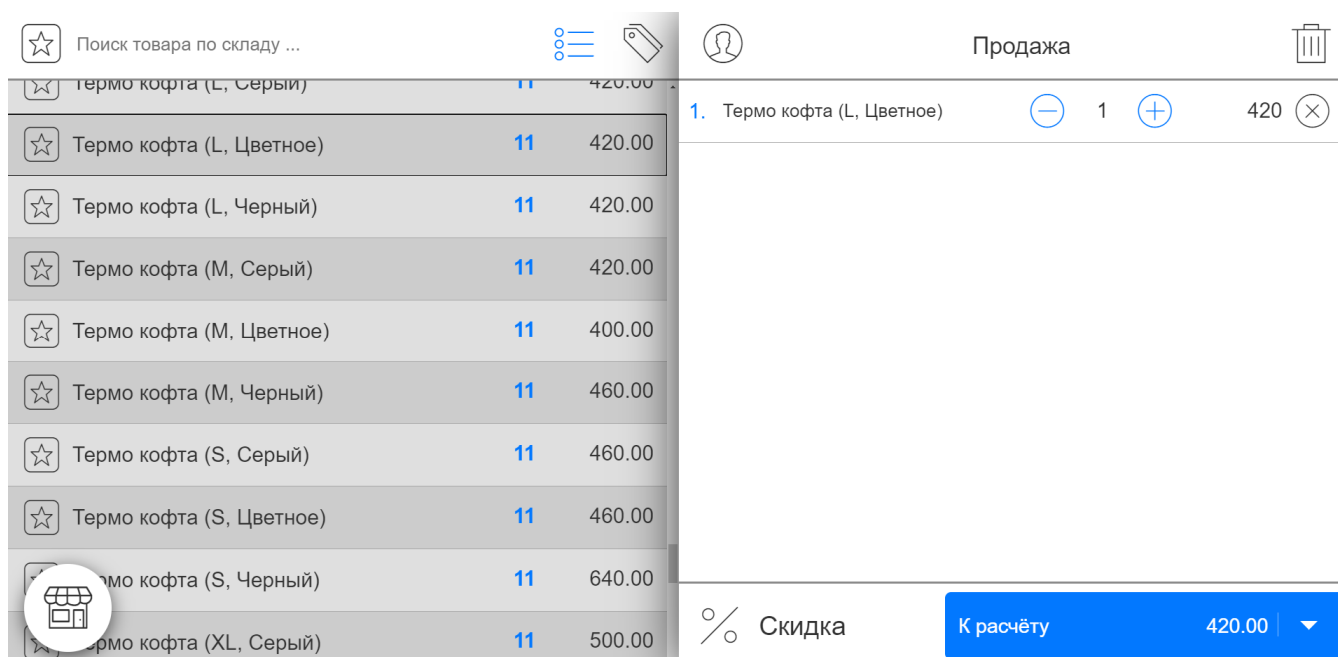 Поиск товара по складу ...
Термо кофта (L, Серый) 11 420.00
Термо кофта (L, Цветное) 11 420.00
Термо кофта (L, Черный) 11 420.00
Термо кофта (M, Серый) 11 420.00
Термо кофта (M, Цветное) 11 400.00
Термо кофта (M, Черный) 11 460.00
Термо кофта (S, Серый) 11 460.00
Термо кофта (S, Цветное) 11 460.00
рмо кофта (S, Черный) 11 640.00
рмо кофта (XL, Серый) 11 500.00
Продажа
1. Термо кофта (L, Цветное) 1 420
Скидка
К расчёту 420.00